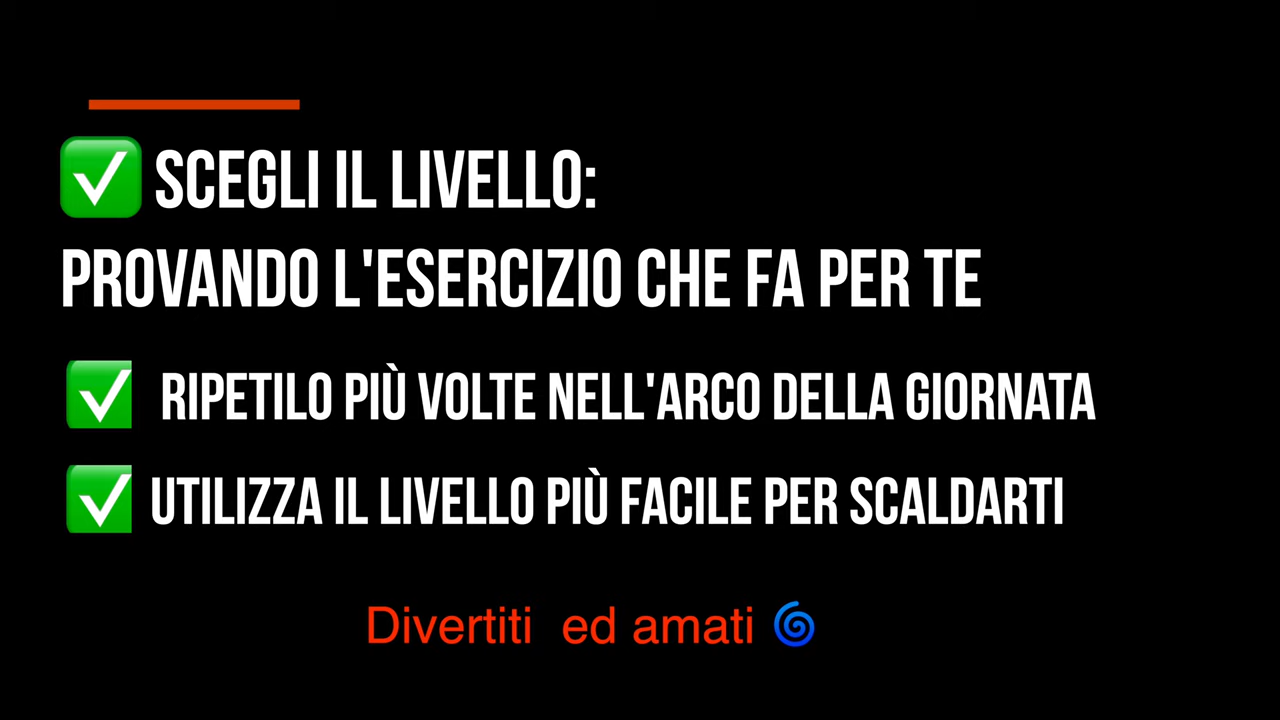 ✅ SCEGLI IL LIVELLO:
PROVANDO L'ESERCIZIO CHE FA PER TE
✅ RIPETILO PIÙ VOLTE NELL'ARCO DELLA GIORNATA
✅ UTILIZZA IL LIVELLO PIÙ FACILE PER SCALDARTI
Divertiti ed amati 🌀